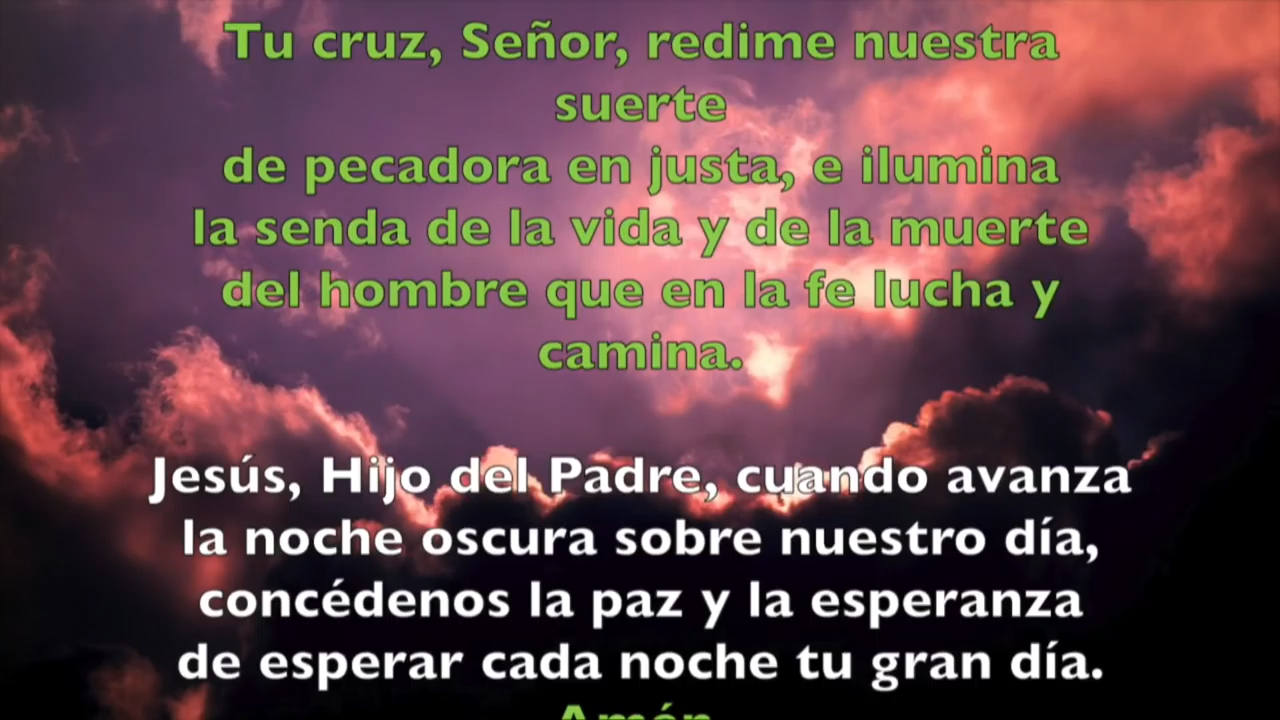 Tu cruz, Señor, redime nuestra
suerte
de pecadora en justa, e ilumina
la senda de la vida y de la muerte
del hombre que en la fe lucha y
camina.
Jesús, Hijo del Padre, cuando avanza
la noche oscura sobre nuestro día,
concédenos la paz y la esperanza
de esperar cada noche tu gran día.
Amén